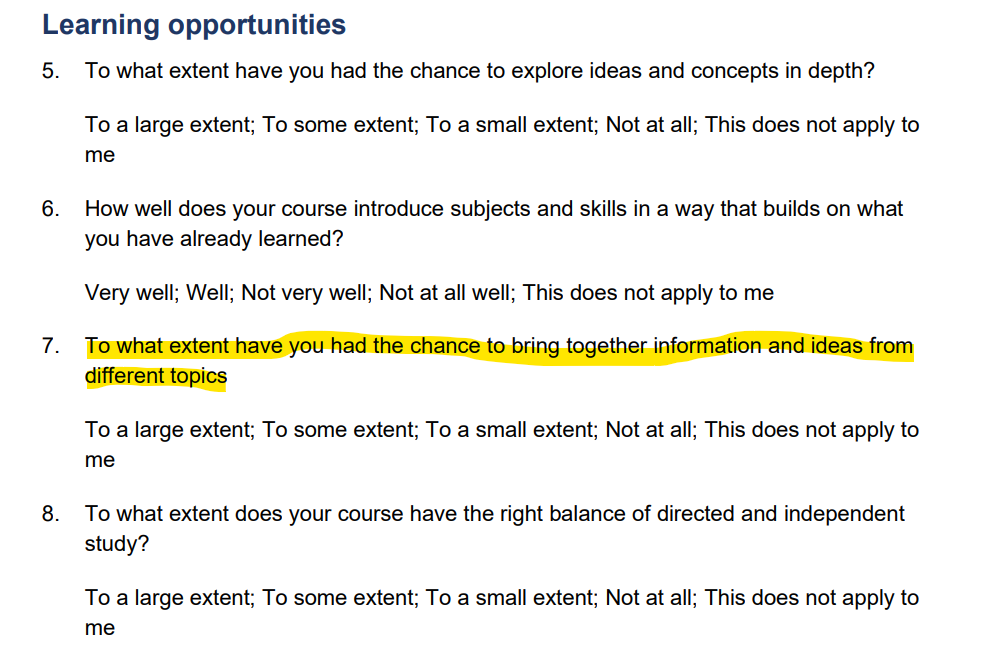 Learning opportunities
5. To what extent have you had the chance to explore ideas and concepts in depth?
To a large extent; To some extent; To a small extent; Not at all; This does not apply to
me
6. How well does your course introduce subjects and skills in a way that builds on what
you have already learned?
Very well; Well; Not very well; Not at all well; This does not apply to me
7. To what extent have you had the chance to bring together information and ideas from
different topics
To a large extent; To some extent; To a small extent; Not at all; This does not apply to
me
8. To what extent does your course have the right balance of directed and independent
study?
To a large extent; To some extent; To a small extent; Not at all; This does not apply to
me